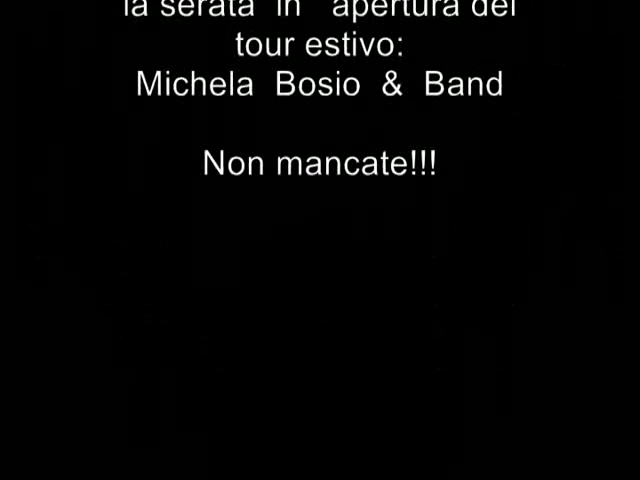 la serata in apertura del
tour estivo:
Michela Bosio & Band
Non mancate!!!